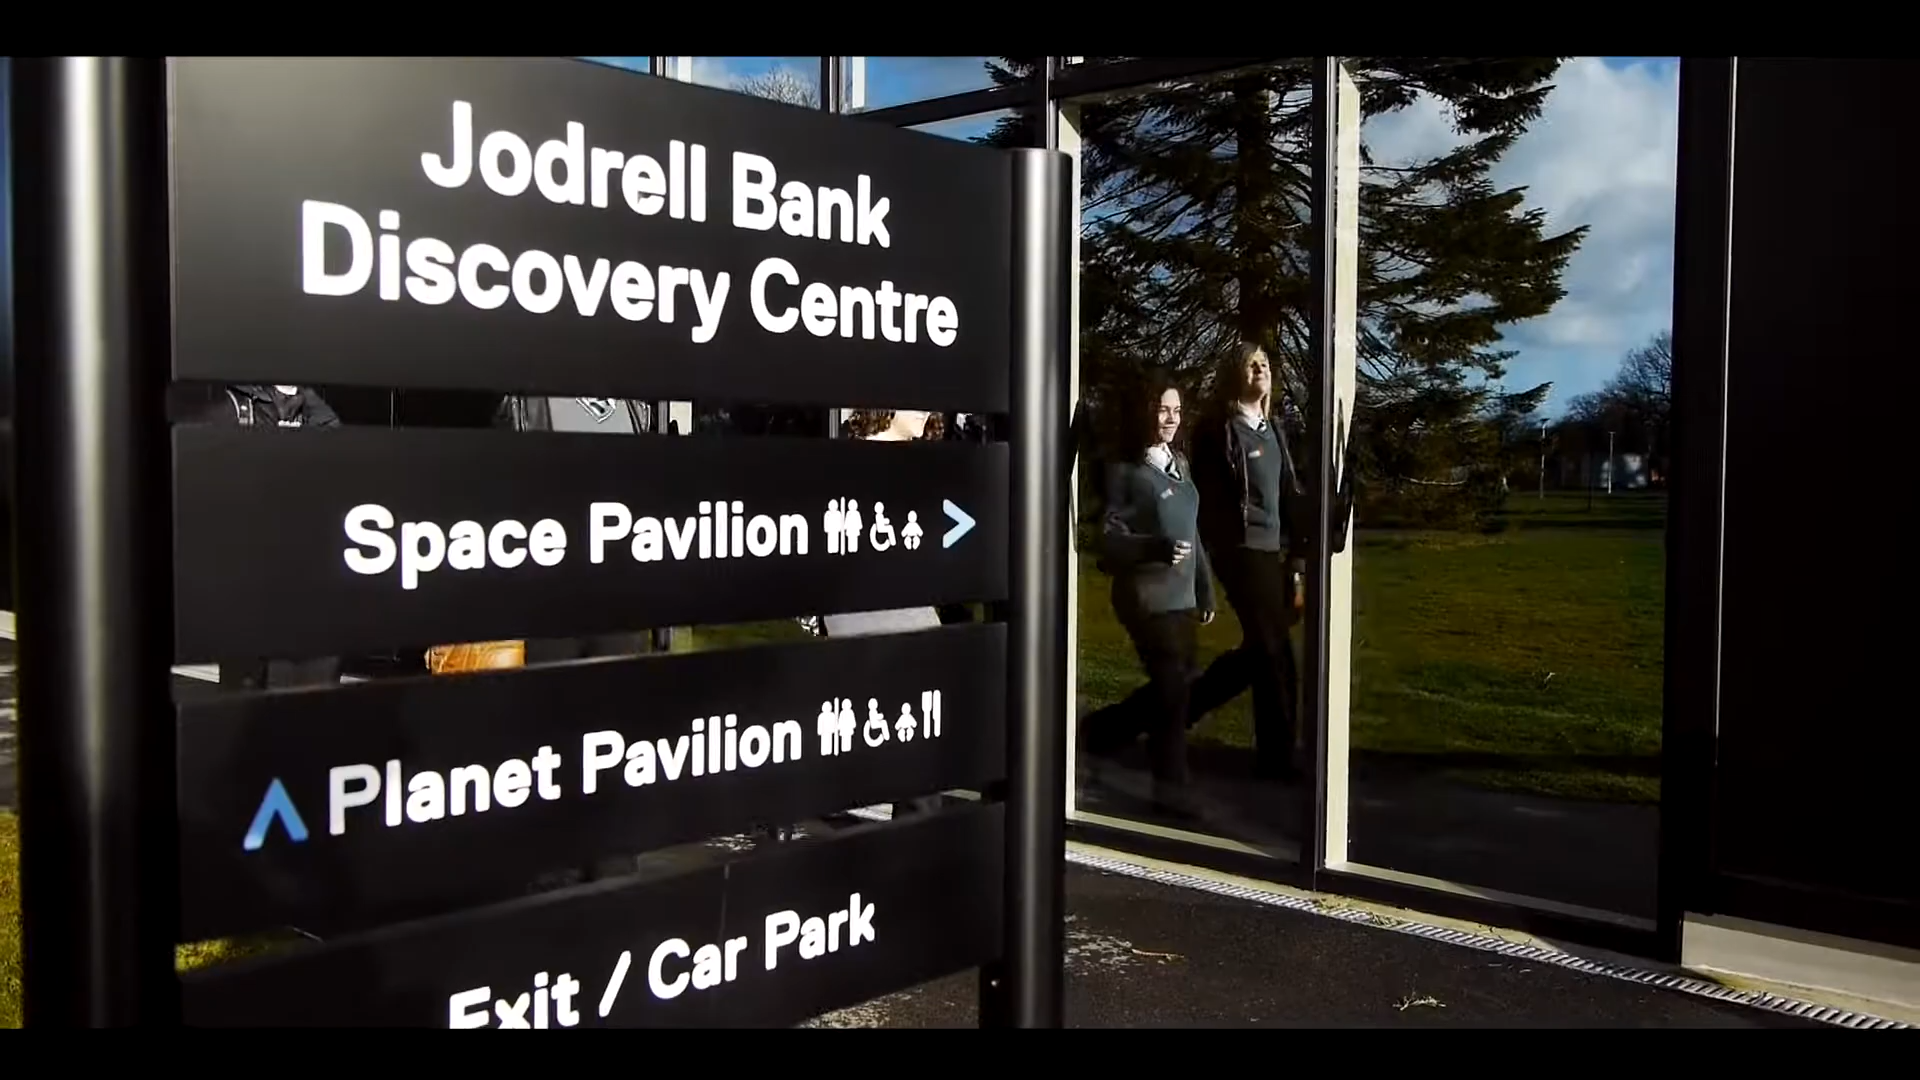 Jodrell Bank
Discovery Centre
Space Pavilion
Planet Pavilion
Exit / Car Park